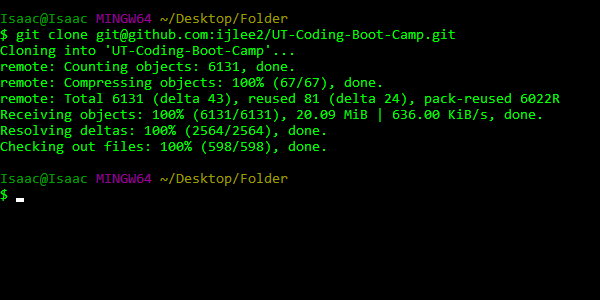 Isaac@Isaac MINGW64 ~/Desktop/Folder
$ git clone git@github.com:ijlee2/UT-Coding-Boot-Camp.git
Cloning into 'UT-Coding-Boot-Camp'...
remote: Counting objects: 6131, done.
remote: Compressing objects: 100% (67/67), done.
remote: Total 6131 (delta 43), reused 81 (delta 24), pack-reused 6022R
Receiving objects: 100% (6131/6131), 20.09 MiB | 636.00 KiB/s, done.
Resolving deltas: 100% (2564/2564), done.
Checking out files: 100% (598/598), done.
Isaac@Isaac MINGW64 ~/Desktop/Folder
$